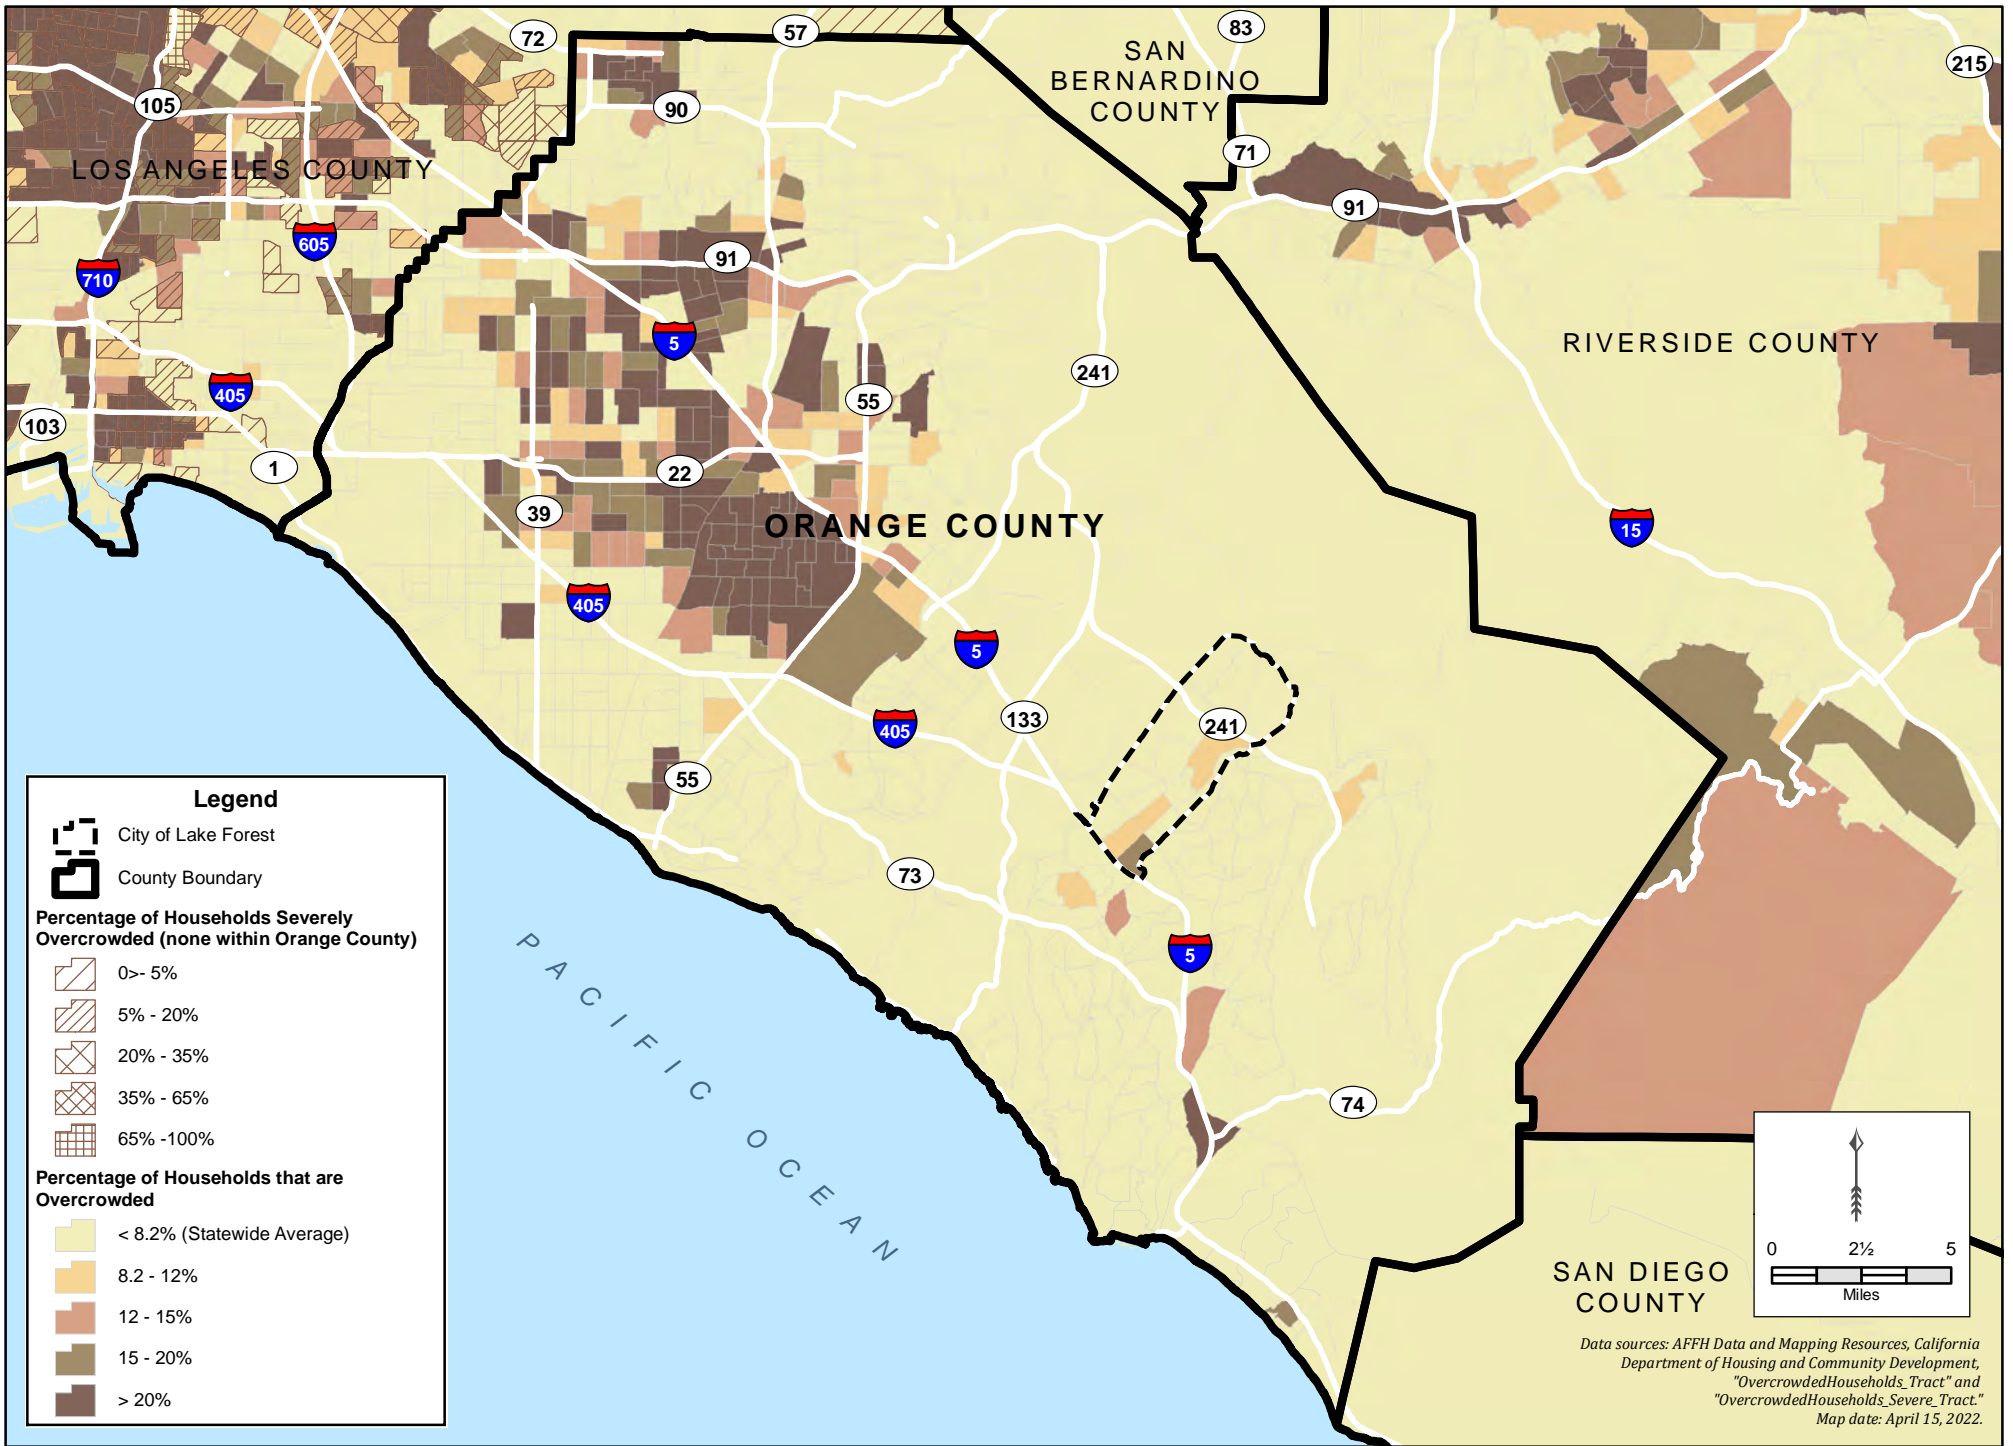 72
57
83
SAN
BERNARDINO
COUNTY
215
105
90
LOS ANGELES COUNTY
71
91
605
91
710
5
RIVERSIDE COUNTY
241
405
55
103
1
22
39
ORANGE COUNTY
15
405
5
133
241
405
55
73
5
74
PACIFIC OCEAN
Legend
City of Lake Forest
County Boundary
Percentage of Households Severely
Overcrowded (none within Orange County)
0>- 5%
5% - 20%
20% - 35%
35% - 65%
65% -100%
Percentage of Households that are
Overcrowded
< 8.2% (Statewide Average)
8.2 - 12%
12 - 15%
15 - 20%
> 20%
SAN DIEGO
COUNTY
0 2½ 5
Miles
Data sources: AFFH Data and Mapping Resources, California
Department of Housing and Community Development,
"OvercrowdedHouseholds_Tract" and
"OvercrowdedHouseholds_Severe_Tract."
Map date: April 15, 2022.